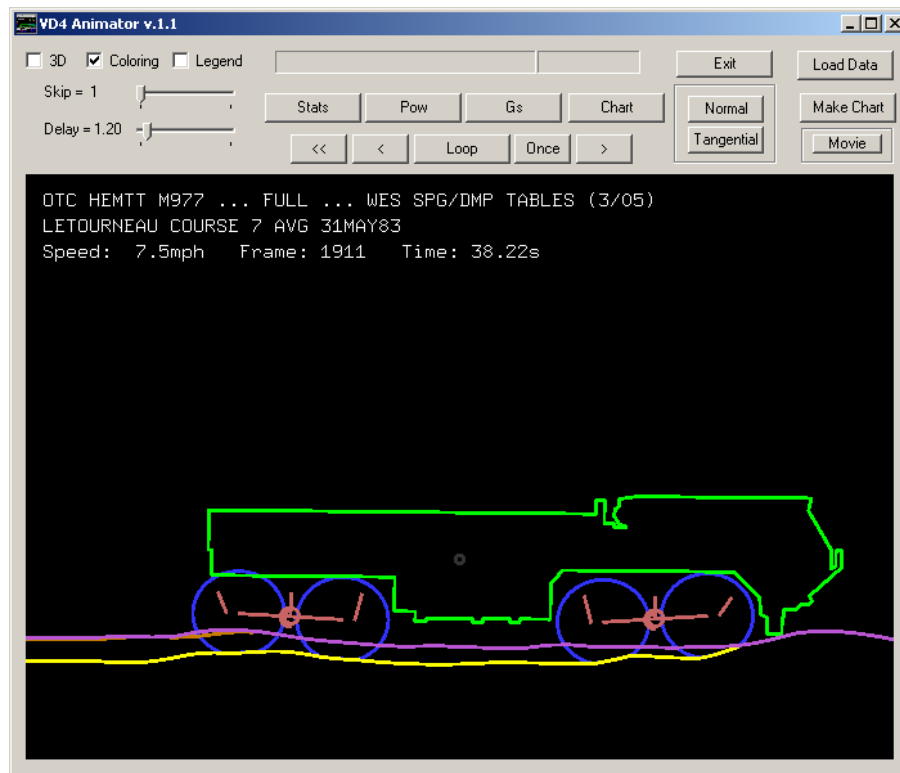 VD4 Animator v.1.1
3D Coloring Legend Exit Load Data
Skip = 1
Stats Pow Gs Chart Normal Make Chart
Delay = 1.20
<< < Loop Once > Tangential Movie
OTC HEMTT M977 ... FULL ... WES SPG/DMP TABLES (3/05)
LETOURNEAU COURSE 7 AVG 31MAY83
Speed: 7.5mph Frame: 1911 Time: 38.22s